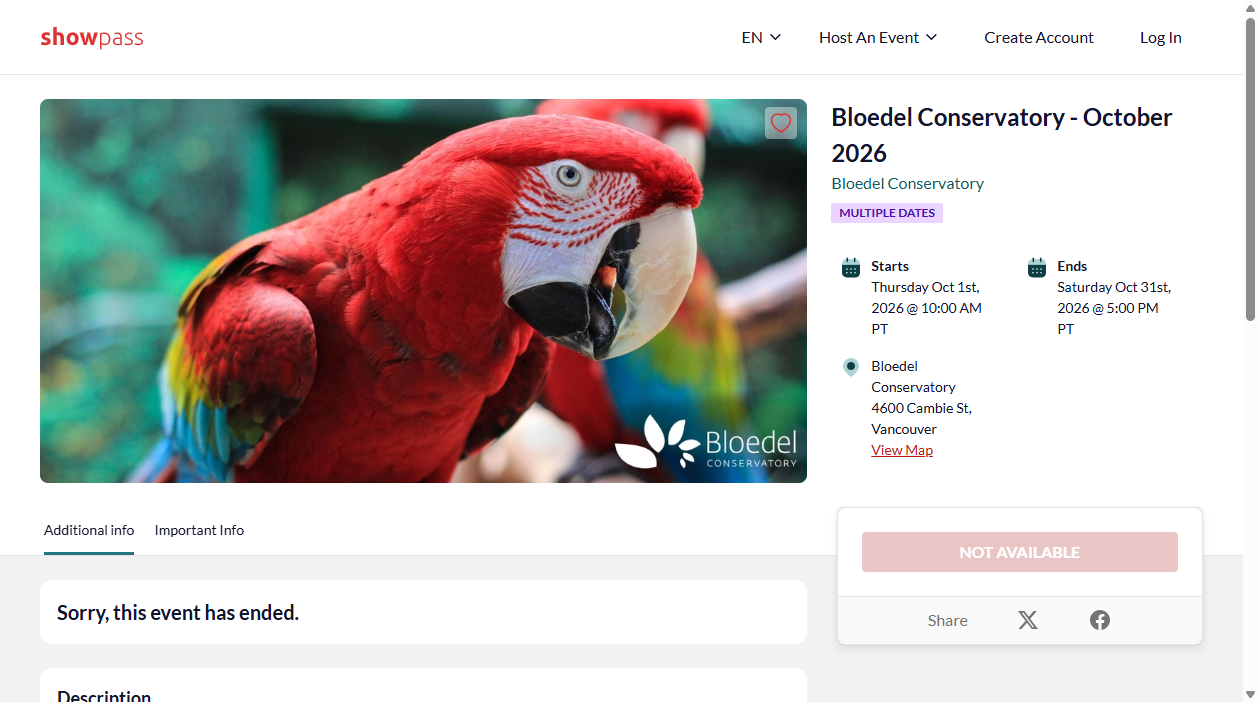 showpass
EN
Host An Event
Create Account
Log In
Bloedel
CONSERVATORY
Bloedel Conservatory - October
2026
Bloedel Conservatory
MULTIPLE DATES
Starts
Thursday Oct 1st,
2026 @ 10:00 AM
PT
Ends
Saturday Oct 31st,
2026 @ 5:00 PM
PT
Bloedel
Conservatory
4600 Cambie St,
Vancouver
View Map
Additional info
Important Info
NOT AVAILABLE
Share
Sorry, this event has ended.
Description